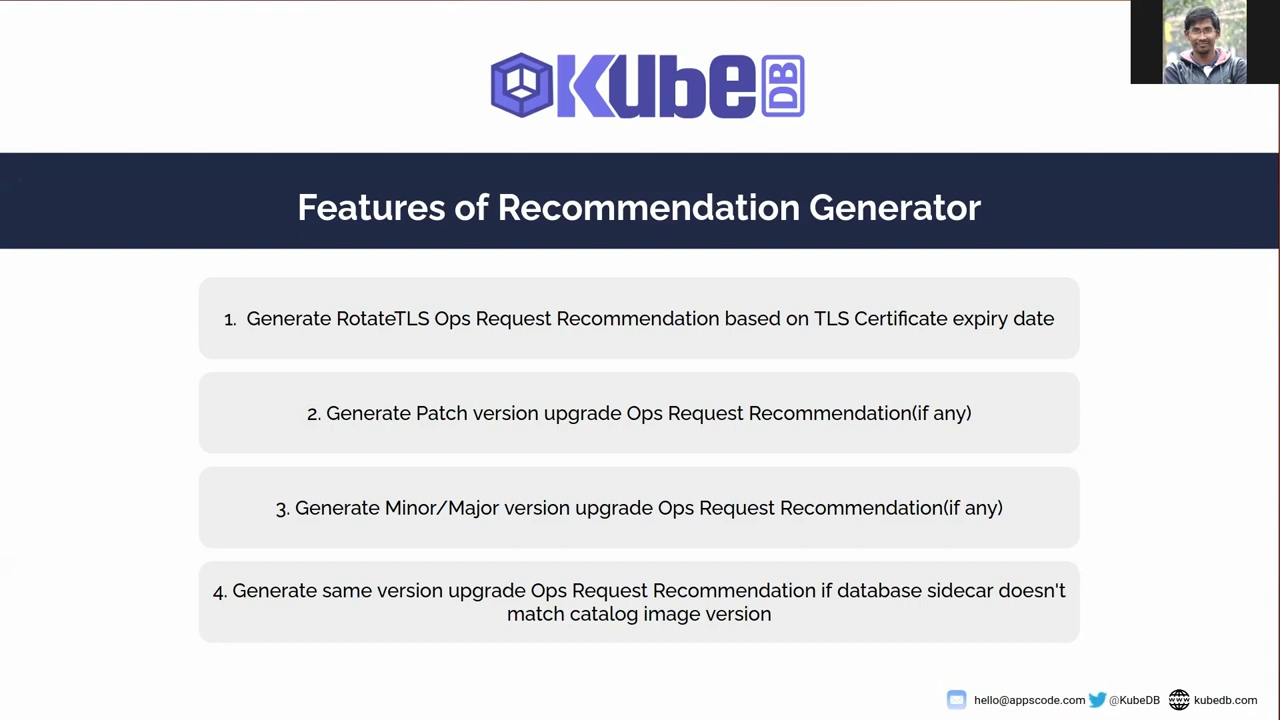 KubeDB
Features of Recommendation Generator
1. Generate RotateTLS Ops Request Recommendation based on TLS Certificate expiry date
2. Generate Patch version upgrade Ops Request Recommendation(if any)
3. Generate Minor/Major version upgrade Ops Request Recommendation(if any)
4. Generate same version upgrade Ops Request Recommendation if database sidecar doesn't
match catalog image version
hello@appscode.com @KubeDB www kubedb.com